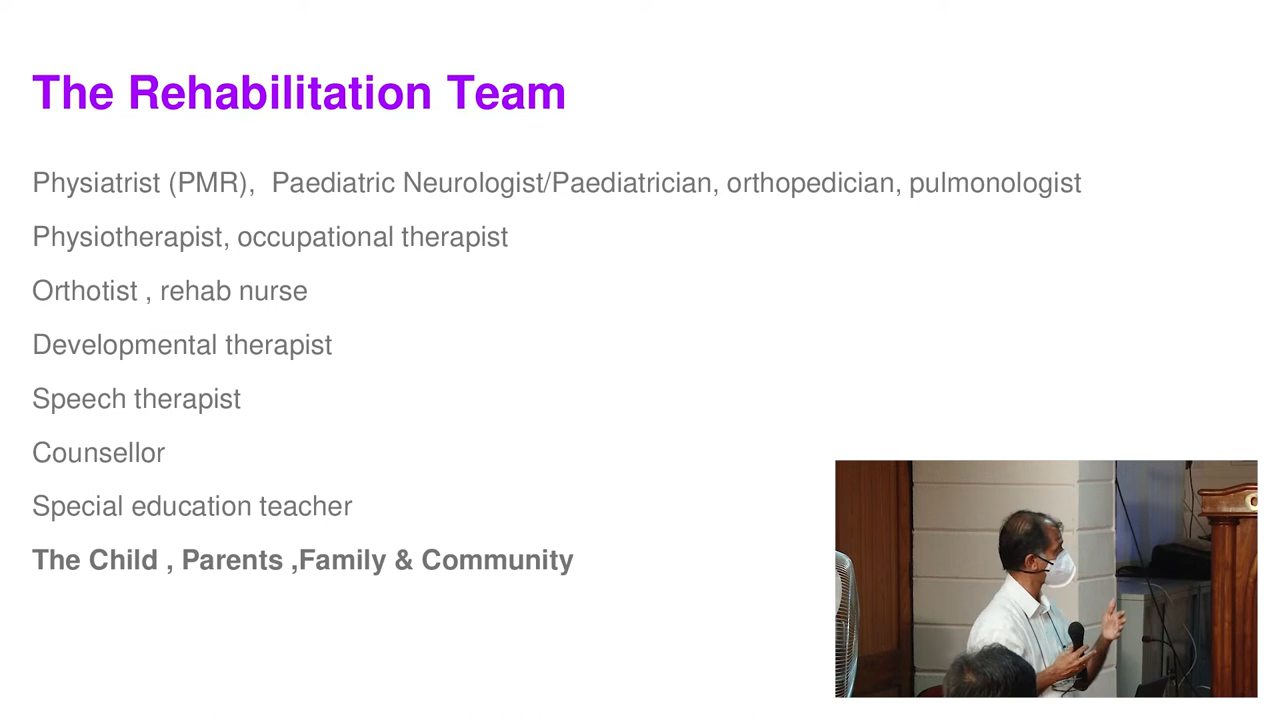 The Rehabilitation Team
Physiatrist (PMR),  Paediatric Neurologist/Paediatrician, orthopedician, pulmonologist
Physiotherapist, occupational therapist
Orthotist , rehab nurse
Developmental therapist
Speech therapist
Counsellor
Special education teacher
The Child , Parents ,Family & Community